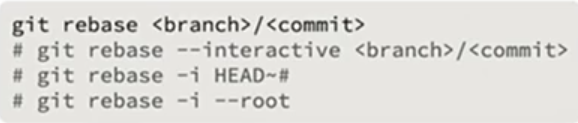 git rebase <branch>/<commit>
# git rebase --interactive <branch>/<commit>
# git rebase -i HEAD~#
# git rebase -i --root